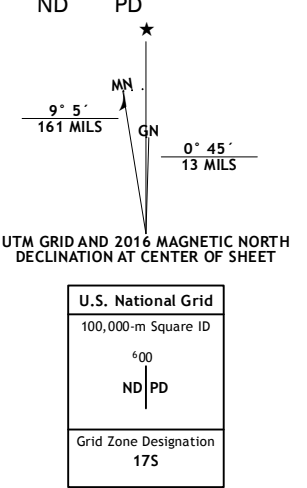 ND PD
MN
9° 5´
161 MILS
GN
0° 45´
13 MILS
UTM GRID AND 2016 MAGNETIC NORTH
DECLINATION AT CENTER OF SHEET
U.S. National Grid
100,000-m Square ID
⁶00
ND PD
Grid Zone Designation
17S